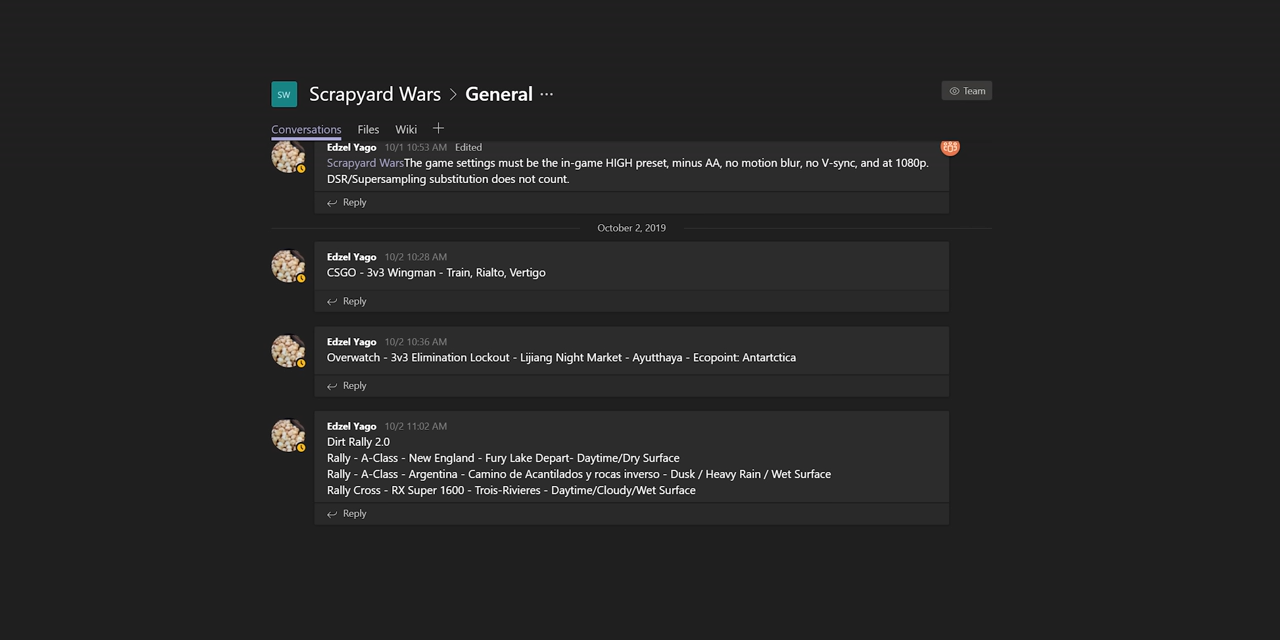 SW Scrapyard Wars > General ···
Team
Conversations Files Wiki +
Edzel Yago 10/1 10:53 AM Edited
Scrapyard WarsThe game settings must be the in-game HIGH preset, minus AA, no motion blur, no V-sync, and at 1080p.
DSR/Supersampling substitution does not count.
Reply
October 2, 2019
Edzel Yago 10/2 10:28 AM
CSGO - 3v3 Wingman - Train, Rialto, Vertigo
Reply
Edzel Yago 10/2 10:36 AM
Overwatch - 3v3 Elimination Lockout - Lijiang Night Market - Ayutthaya - Ecopoint: Antartctica
Reply
Edzel Yago 10/2 11:02 AM
Dirt Rally 2.0
Rally - A-Class - New England - Fury Lake Depart- Daytime/Dry Surface
Rally - A-Class - Argentina - Camino de Acantilados y rocas inverso - Dusk / Heavy Rain / Wet Surface
Rally Cross - RX Super 1600 - Trois-Rivieres - Daytime/Cloudy/Wet Surface
Reply